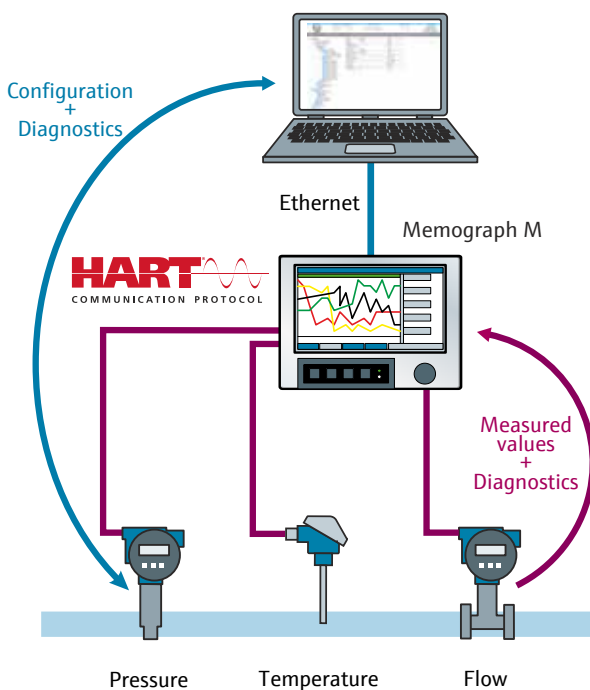 Configuration
+
Diagnostics
Ethernet
Memograph M
HART
COMMUNICATION PROTOCOL
Measured
values
+
Diagnostics
Pressure
Temperature
Flow